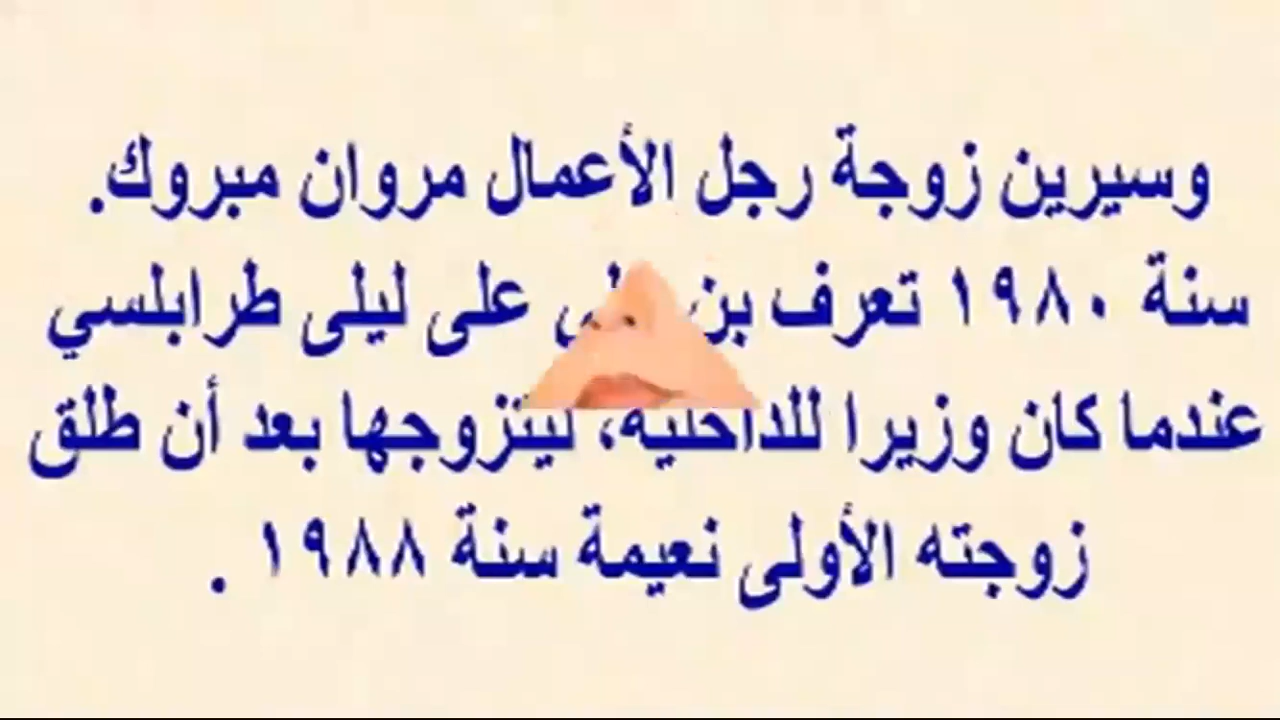 وسيرين زوجة رجل الأعمال مروان مبروك.
سنة ١٩٨٠ تعرف بن على ليلى طرابلسي
عندما كان وزيرا للداخلية، ليتزوجها بعد أن طلق
زوجته الأولى نعيمة سنة ١٩٨٨ .